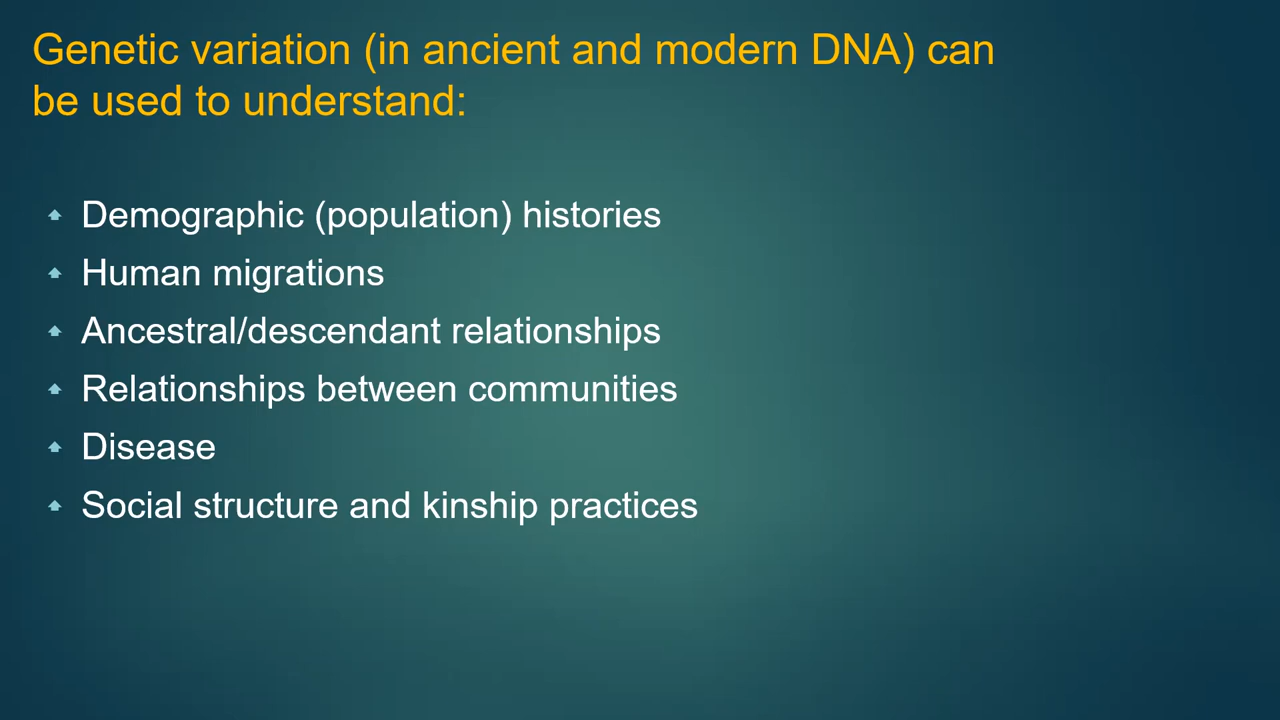 Genetic variation (in ancient and modern DNA) can
be used to understand:
Demographic (population) histories
Human migrations
Ancestral/descendant relationships
Relationships between communities
Disease
Social structure and kinship practices